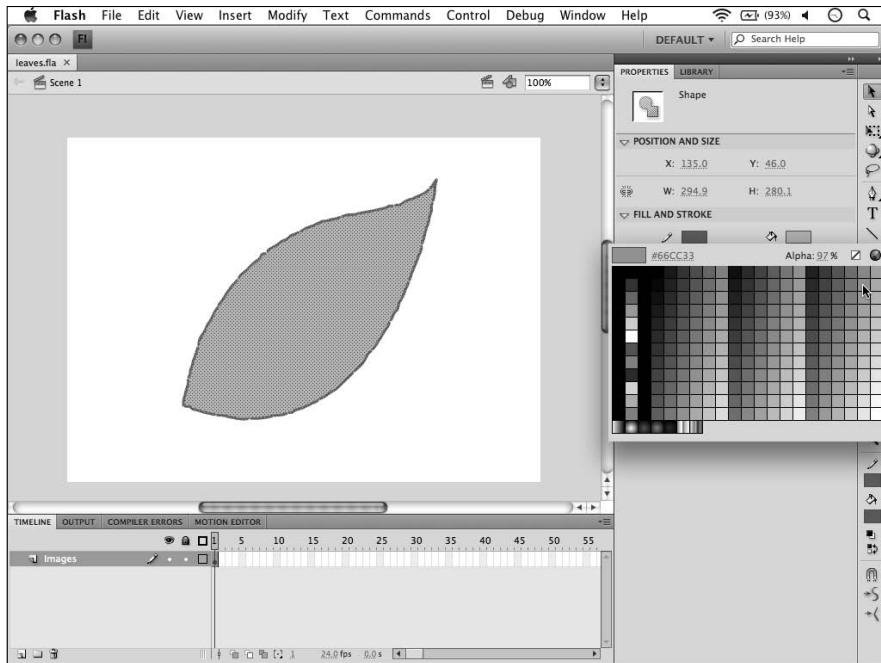 Flash File Edit View Insert Modify Text Commands Control Debug Window Help (93%)
Fl DEFAULT Search Help
leaves.fla ×
Scene 1 100%
PROPERTIES LIBRARY
Shape
POSITION AND SIZE
X: 135.0 Y: 46.0
W: 294.9 H: 280.1
FILL AND STROKE
#66CC33 Alpha: 97 %
T
TIMELINE OUTPUT COMPILER ERRORS MOTION EDITOR
1 5 10 15 20 25 30 35 40 45 50 55
Images
1 24.0 fps 0.0 s